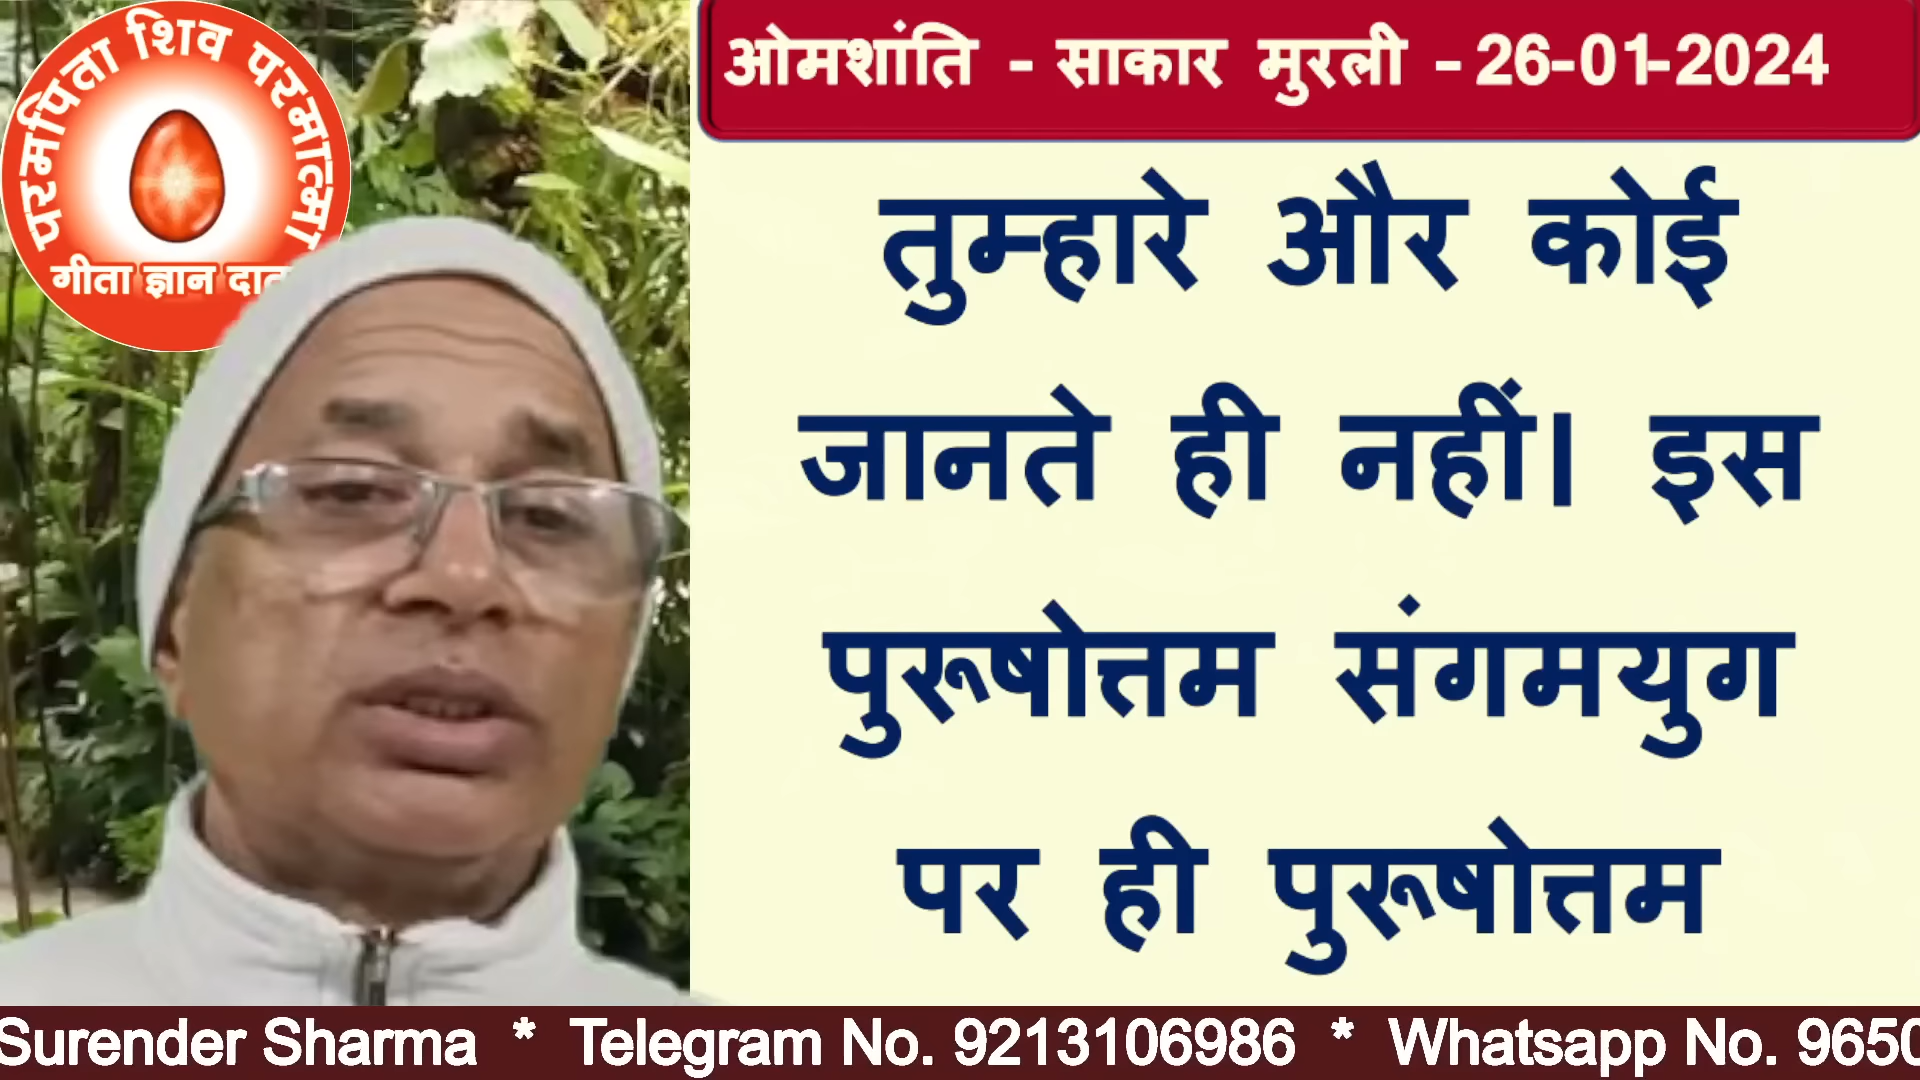 परमपिता शिव परमात्मा
गीता ज्ञान
ओमशांति - साकार मुरली - 26-01-2024
तुम्हारे और कोई
जानते ही नहीं। इस
पुरूषोत्तम संगमयुग
पर ही पुरूषोत्तम
Surender Sharma * Telegram No. 9213106986 * Whatsapp No. 9650